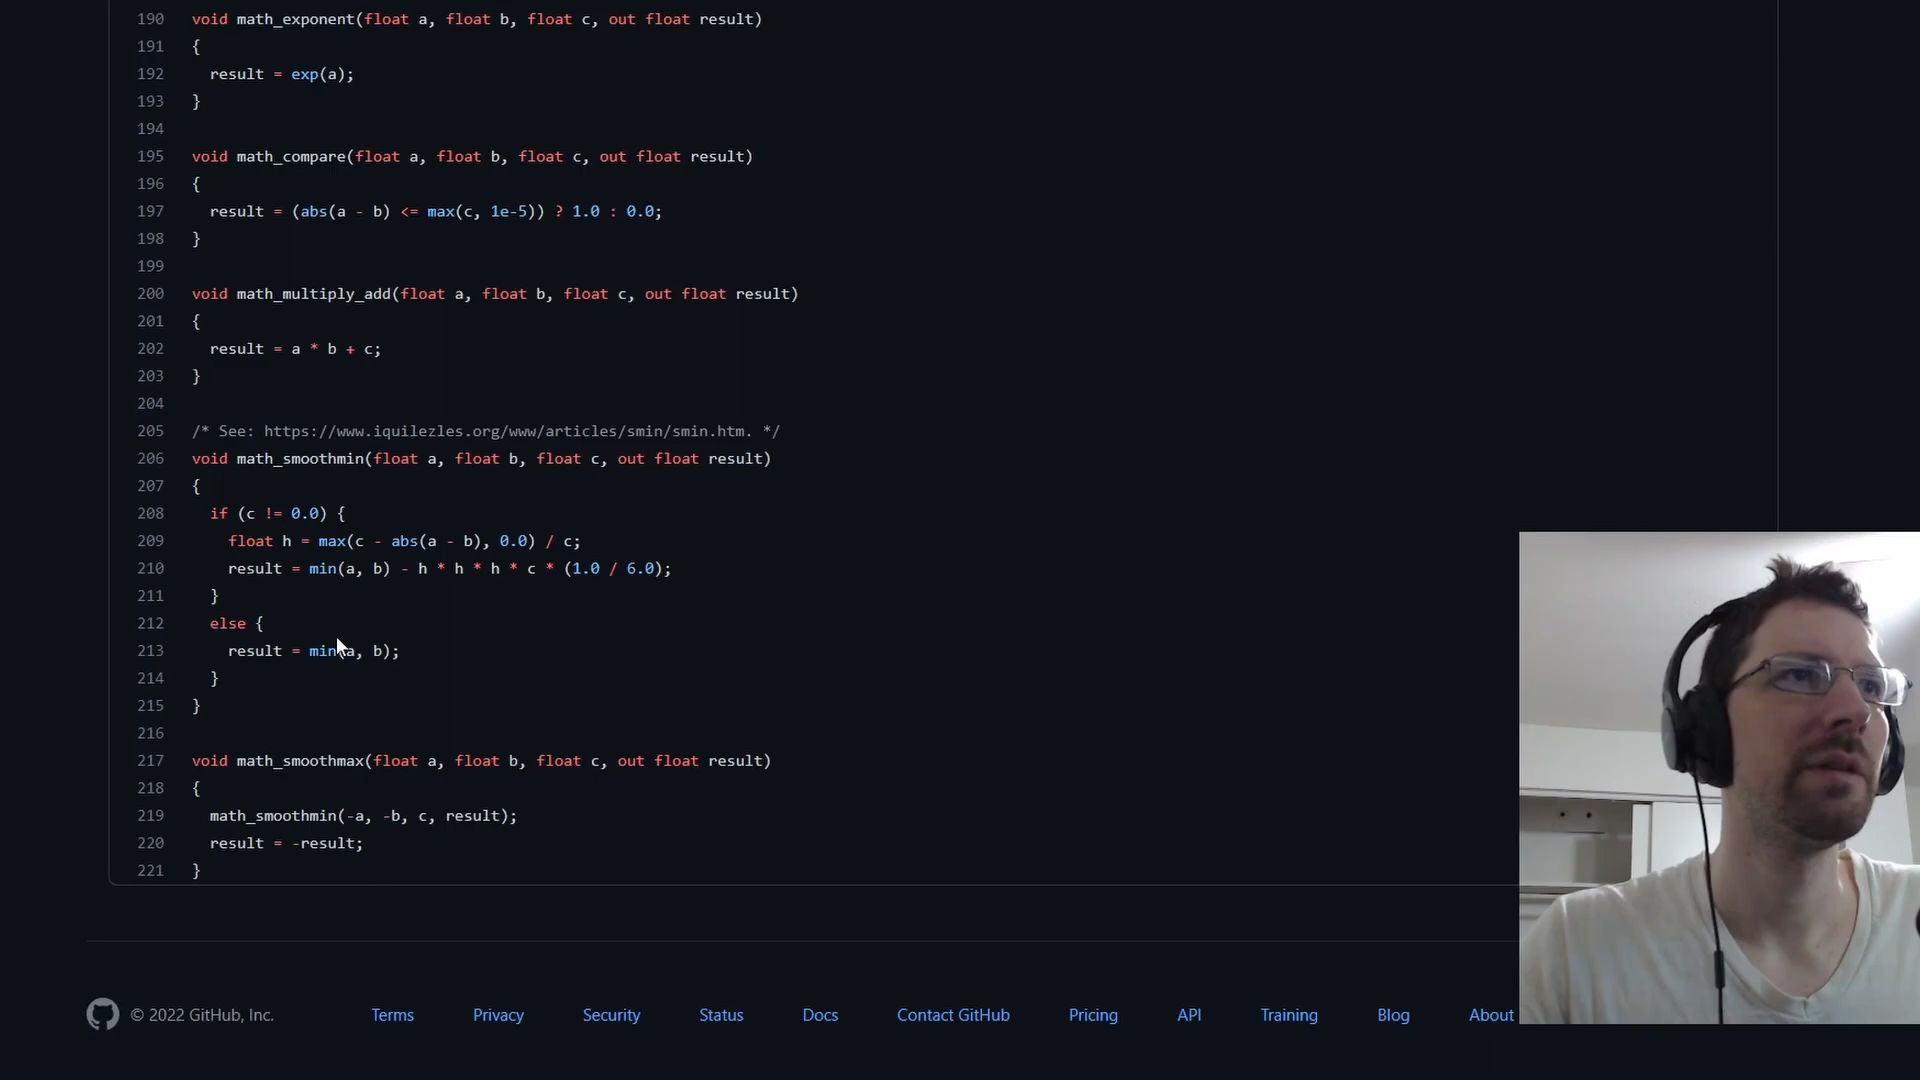 190 void math_exponent(float a, float b, float c, out float result)
191 {
192 result = exp(a);
193 }
194
195 void math_compare(float a, float b, float c, out float result)
196 {
197 result = (abs(a - b) <= max(c, 1e-5)) ? 1.0 : 0.0;
198 }
199
200 void math_multiply_add(float a, float b, float c, out float result)
201 {
202 result = a * b + c;
203 }
204
205 /* See: https://www.iquilezles.org/www/articles/smin/smin.htm. */
206 void math_smoothmin(float a, float b, float c, out float result)
207 {
208 if (c != 0.0) {
209 float h = max(c - abs(a - b), 0.0) / c;
210 result = min(a, b) - h * h * h * c * (1.0 / 6.0);
211 }
212 else {
213 result = min(a, b);
214 }
215 }
216
217 void math_smoothmax(float a, float b, float c, out float result)
218 {
219 math_smoothmin(-a, -b, c, result);
220 result = -result;
221 }
© 2022 GitHub, Inc. Terms Privacy Security Status Docs Contact GitHub Pricing API Training Blog About